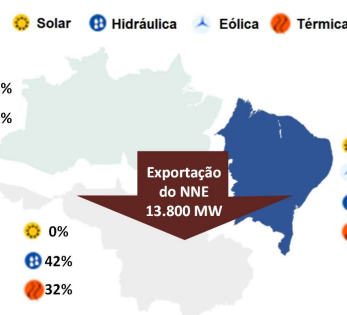 Solar Hidráulica Eólica Térmica
%
%
Exportação
do NNE
13.800 MW
0%
42%
32%